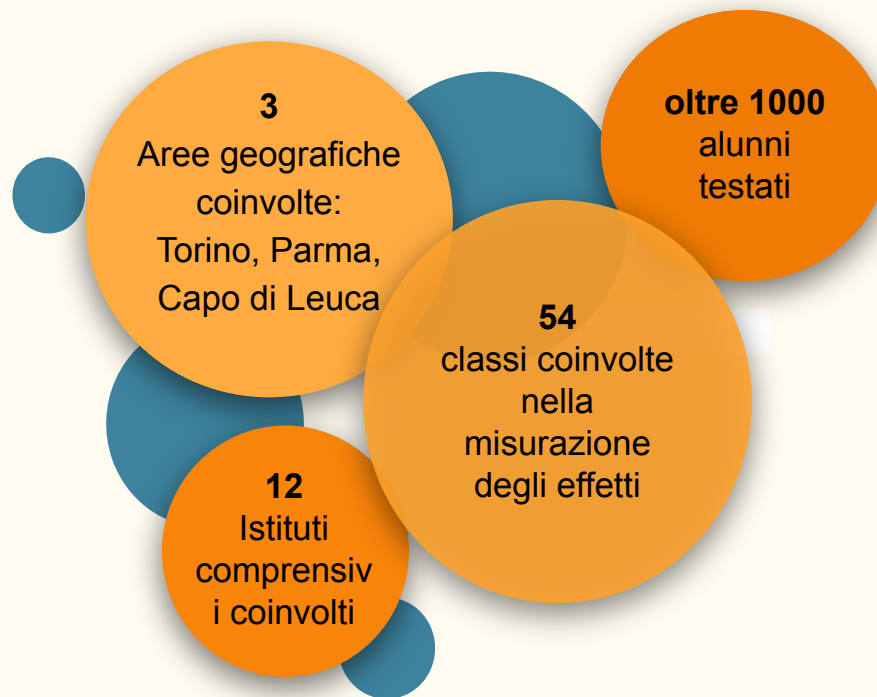 3
Aree geografiche
coinvolte:
Torino, Parma,
Capo di Leuca
oltre 1000
alunni
testati
54
classi coinvolte
nella
misurazione
degli effetti
12
Istituti
comprensiv
i coinvolti